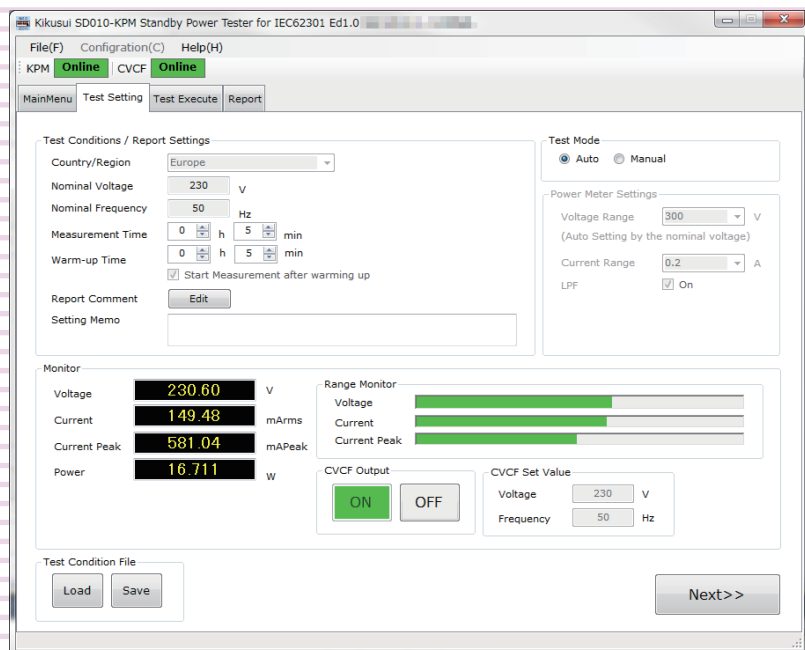 Kikusui SD010-KPM Standby Power Tester for IEC62301 Ed1.0
File(F) Configration(C) Help(H)
KPM Online CVCF Online
MainMenu Test Setting Test Execute Report
Test Conditions / Report Settings
Country/Region Europe
Nominal Voltage 230 V
Nominal Frequency 50 Hz
Measurement Time 0 h 5 min
Warm-up Time 0 h 5 min
Start Measurement after warming up
Report Comment Edit
Setting Memo
Test Mode
Auto Manual
Power Meter Settings
Voltage Range 300 V
(Auto Setting by the nominal voltage)
Current Range 0.2 A
LPF On
Monitor
Voltage 230.60 V
Current 149.48 mArms
Current Peak 581.04 mAPeak
Power 16.711 W
Range Monitor
Voltage
Current
Current Peak
CVCF Output
ON OFF
CVCF Set Value
Voltage 230 V
Frequency 50 Hz
Test Condition File
Load Save
Next>>